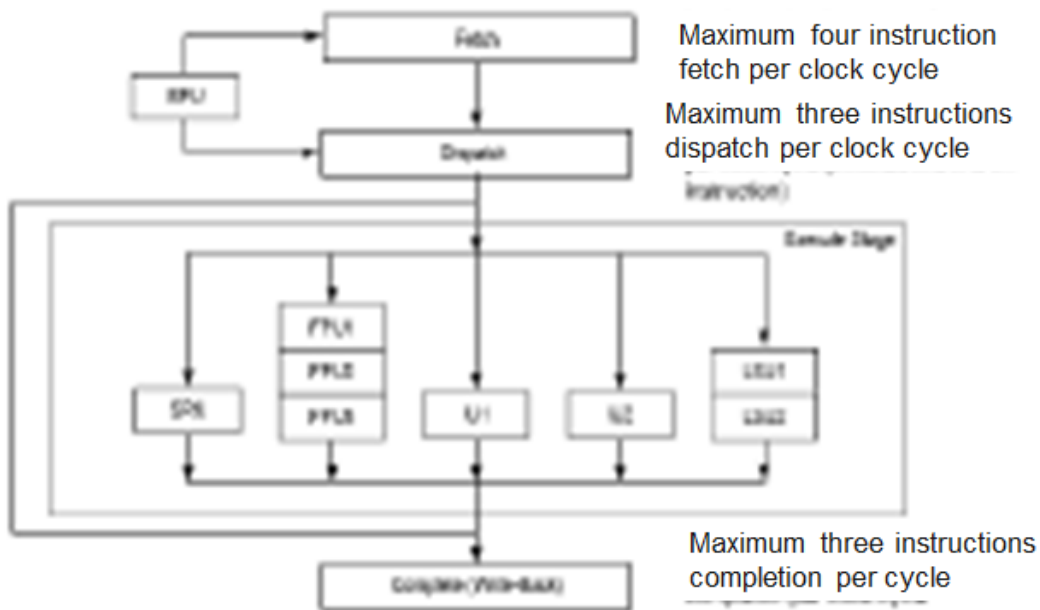 Fetch
Maximum four instruction
fetch per clock cycle
BPU
Maximum three instructions
dispatch per clock cycle
Dispatch
instruction)
Execute Stage
FPU1
FPU2
FPU3
SRU
IU1
IU2
LSU1
LSU2
Maximum three instructions
completion per cycle
Complete (Write-Back)